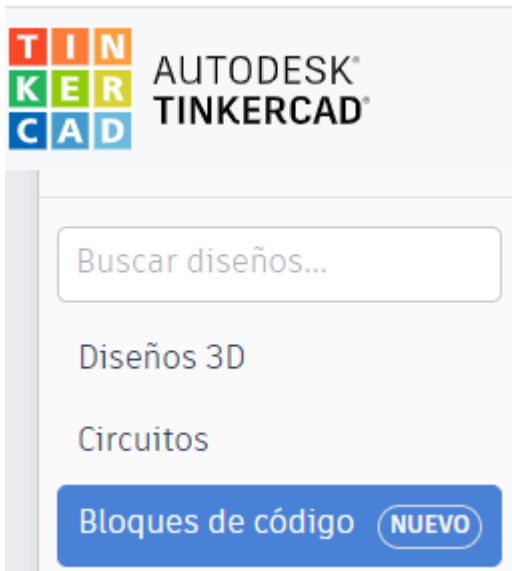 TIN
KER
CAD
AUTODESK®
TINKERCAD®
Buscar diseños...
Diseños 3D
Circuitos
Bloques de código NUEVO